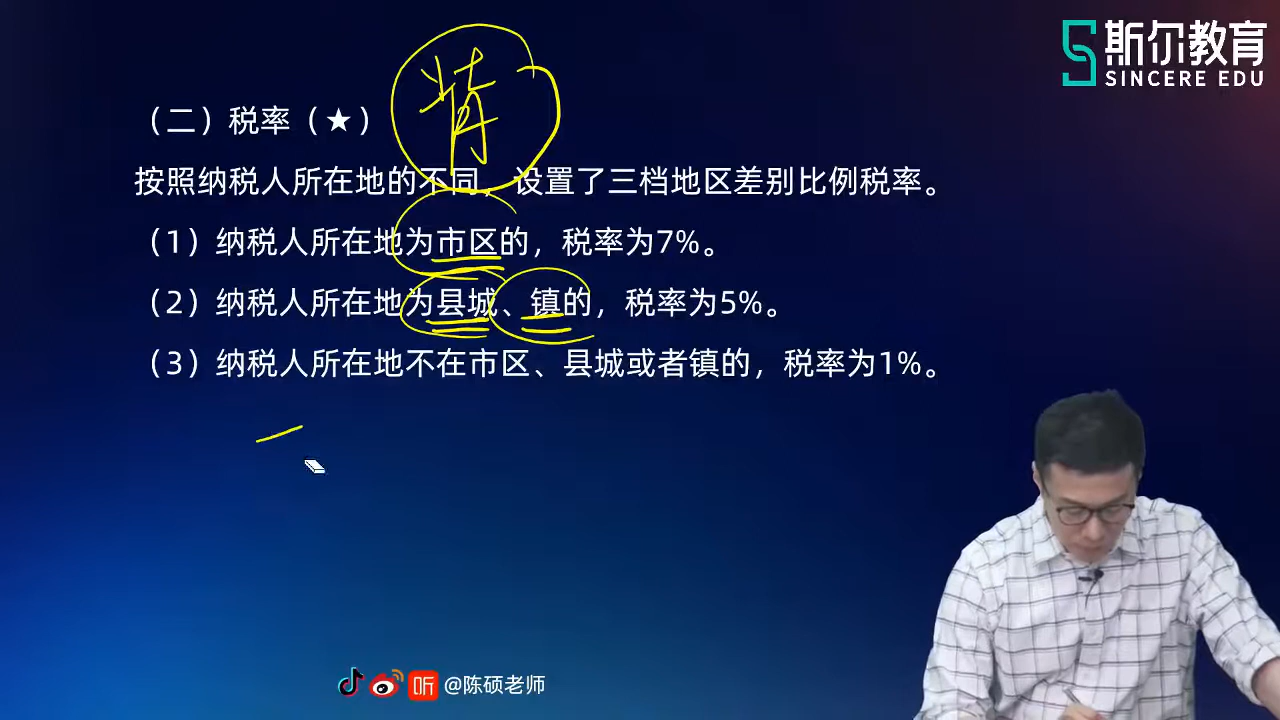 斯尔教育
SINCERE EDU
背
（二）税率（★）
按照纳税人所在地的不同，设置了三档地区差别比例税率。
（1）纳税人所在地为市区的，税率为7%。
（2）纳税人所在地为县城、镇的，税率为5%。
（3）纳税人所在地不在市区、县城或者镇的，税率为1%。
听 @陈硕老师